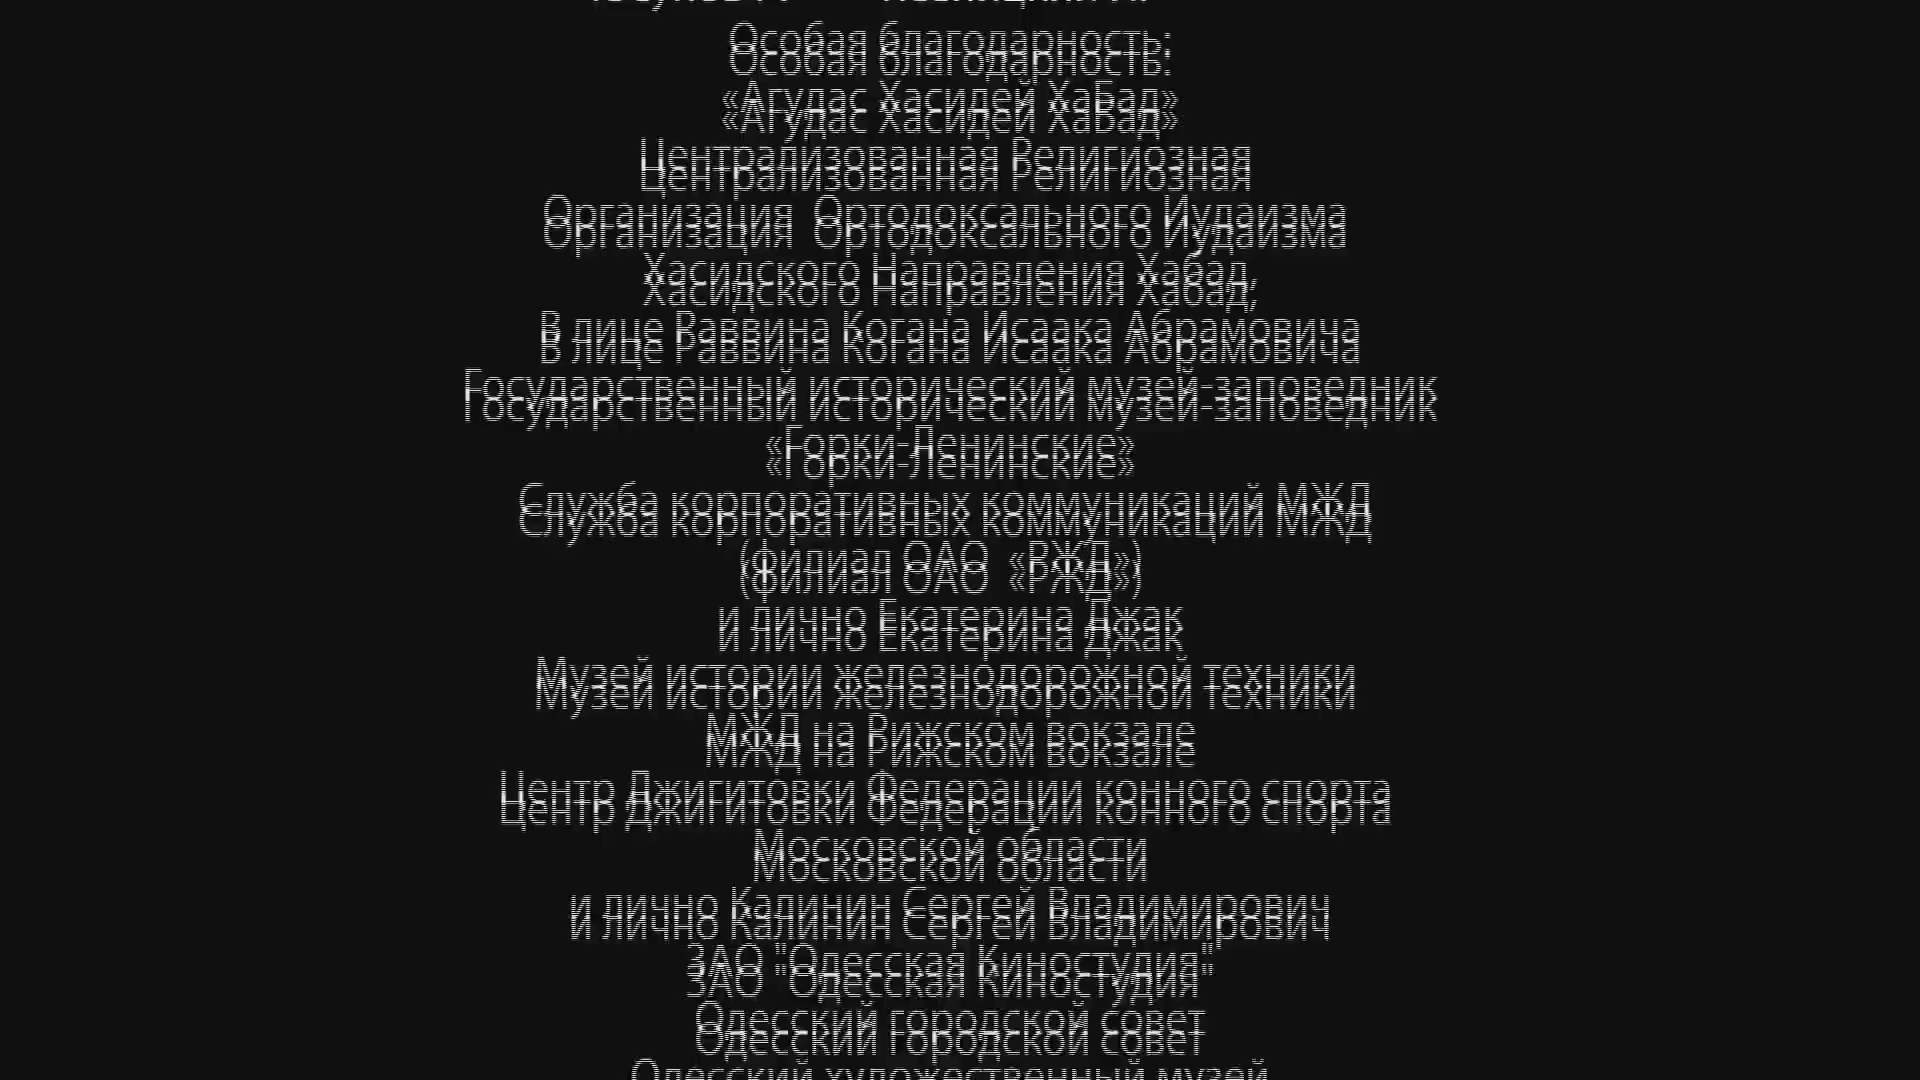 Особая благодарность:
«Агудас Хасидей ХаБад»
Централизованная Религиозная
Организация Ортодоксального Иудаизма
Хасидского Направления Хабад,
В лице Раввина Когана Исаака Абрамовича
Государственный исторический музей-заповедник
«Горки-Ленинские»
Служба корпоративных коммуникаций МЖД
(филиал ОАО «РЖД»)
и лично Екатерина Джак
Музей истории железнодорожной техники
МЖД на Рижском вокзале
Центр Джигитовки Федерации конного спорта
Московской области
и лично Калинин Сергей Владимирович
ЗАО "Одесская Киностудия"
Одесский городской совет
Одесский художественный музей